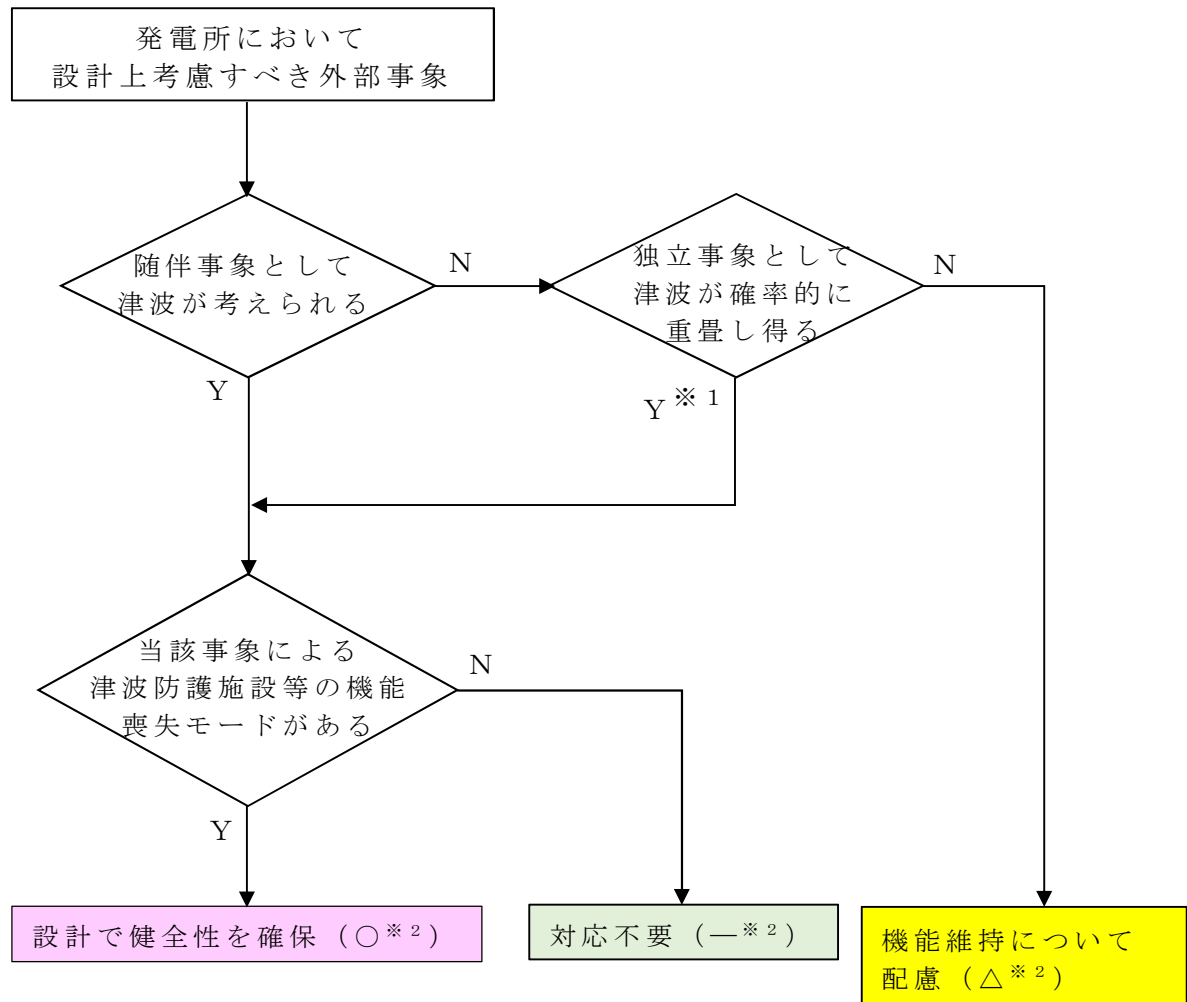 発電所において
設計上考慮すべき外部事象
随伴事象として
津波が考えられる
N
独立事象として
津波が確率的に
重畳し得る
N
Y
Y※1
当該事象による
津波防護施設等の機能
喪失モードがある
N
Y
設計で健全性を確保（○※2）
対応不要（―※2）
機能維持について
配慮（△※2）